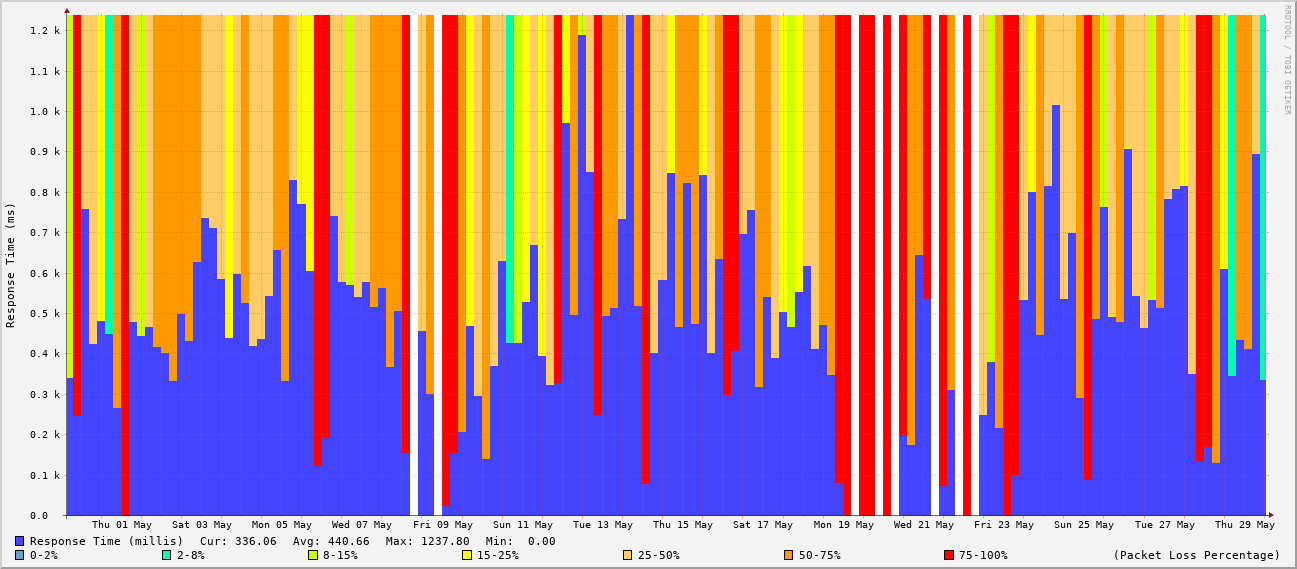 RRDTOOL / TOBI OETIKER
Response Time (ms)
1.2 k
1.1 k
1.0 k
0.9 k
0.8 k
0.7 k
0.6 k
0.5 k
0.4 k
0.3 k
0.2 k
0.1 k
0.0
Thu 01 May Sat 03 May Mon 05 May Wed 07 May Fri 09 May Sun 11 May Tue 13 May Thu 15 May Sat 17 May Mon 19 May Wed 21 May Fri 23 May Sun 25 May Tue 27 May Thu 29 May
Response Time (millis) Cur: 336.06 Avg: 440.66 Max: 1237.80 Min: 0.00
0-2% 2-8% 8-15% 15-25% 25-50% 50-75% 75-100% (Packet Loss Percentage)